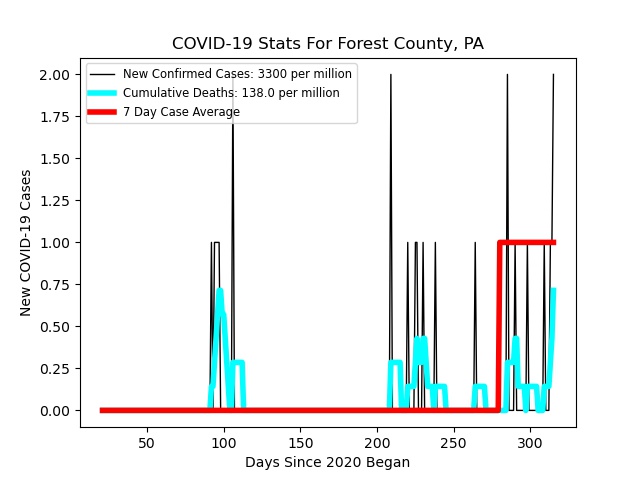 COVID-19 Stats For Forest County, PA
New Confirmed Cases: 3300 per million
Cumulative Deaths: 138.0 per million
7 Day Case Average
New COVID-19 Cases
2.00
1.75
1.50
1.25
1.00
0.75
0.50
0.25
0.00
50 100 150 200 250 300
Days Since 2020 Began